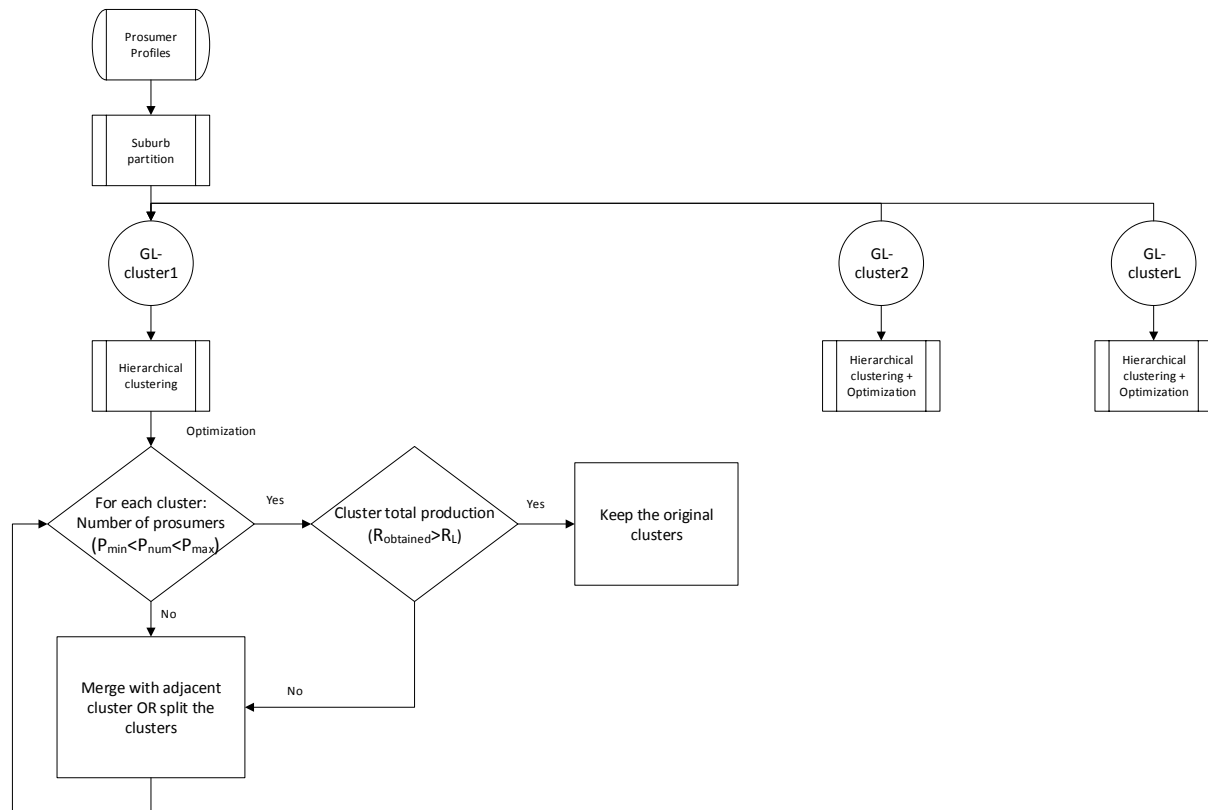 Prosumer
Profiles
Suburb
partition
GL-
cluster1
GL-
cluster2
GL-
clusterL
Hierarchical
clustering
Hierarchical
clustering +
Optimization
Hierarchical
clustering +
Optimization
Optimization
For each cluster:
Number of prosumers
(Pmin<Pnum<Pmax)
Yes
Cluster total production
(Robtained>RL)
Yes
Keep the original
clusters
No
Merge with adjacent
cluster OR split the
clusters
No